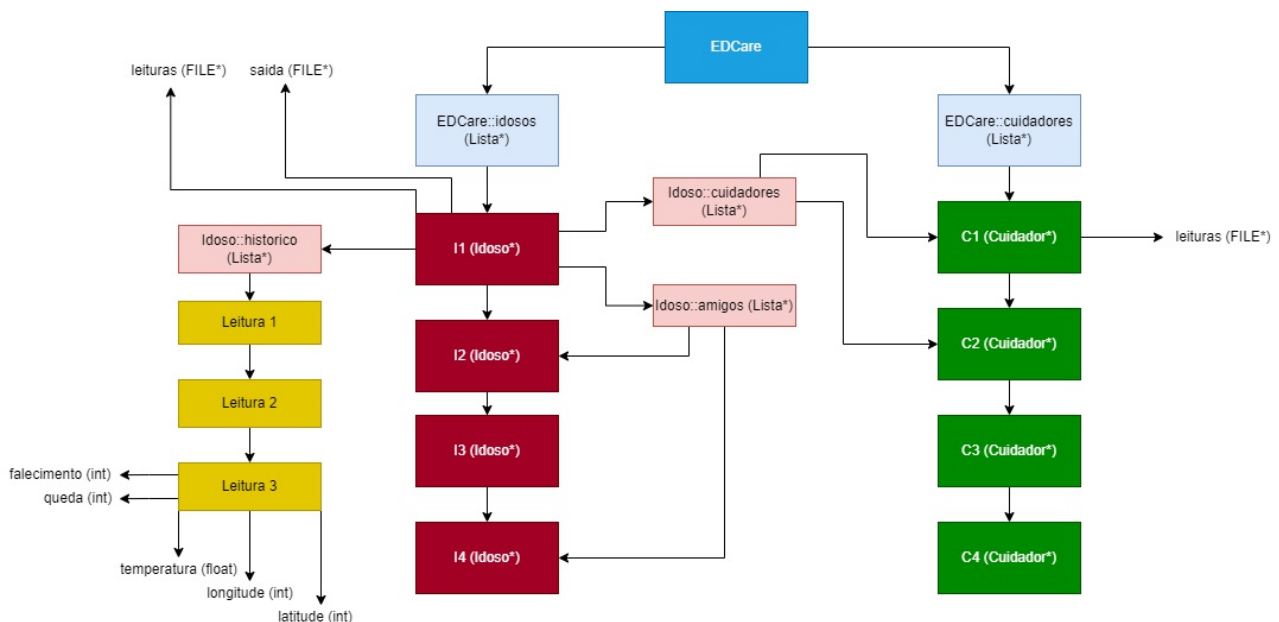 EDCare
leituras (FILE*)
saida (FILE*)
EDCare::idosos
(Lista*)
EDCare::cuidadores
(Lista*)
Idoso::cuidadores
(Lista*)
Idoso::historico
(Lista*)
I1 (Idoso*)
C1 (Cuidador*)
leituras (FILE*)
Idoso::amigos (Lista*)
Leitura 1
I2 (Idoso*)
C2 (Cuidador*)
Leitura 2
I3 (Idoso*)
C3 (Cuidador*)
falecimento (int)
queda (int)
Leitura 3
I4 (Idoso*)
C4 (Cuidador*)
temperatura (float)
longitude (int)
latitude (int)